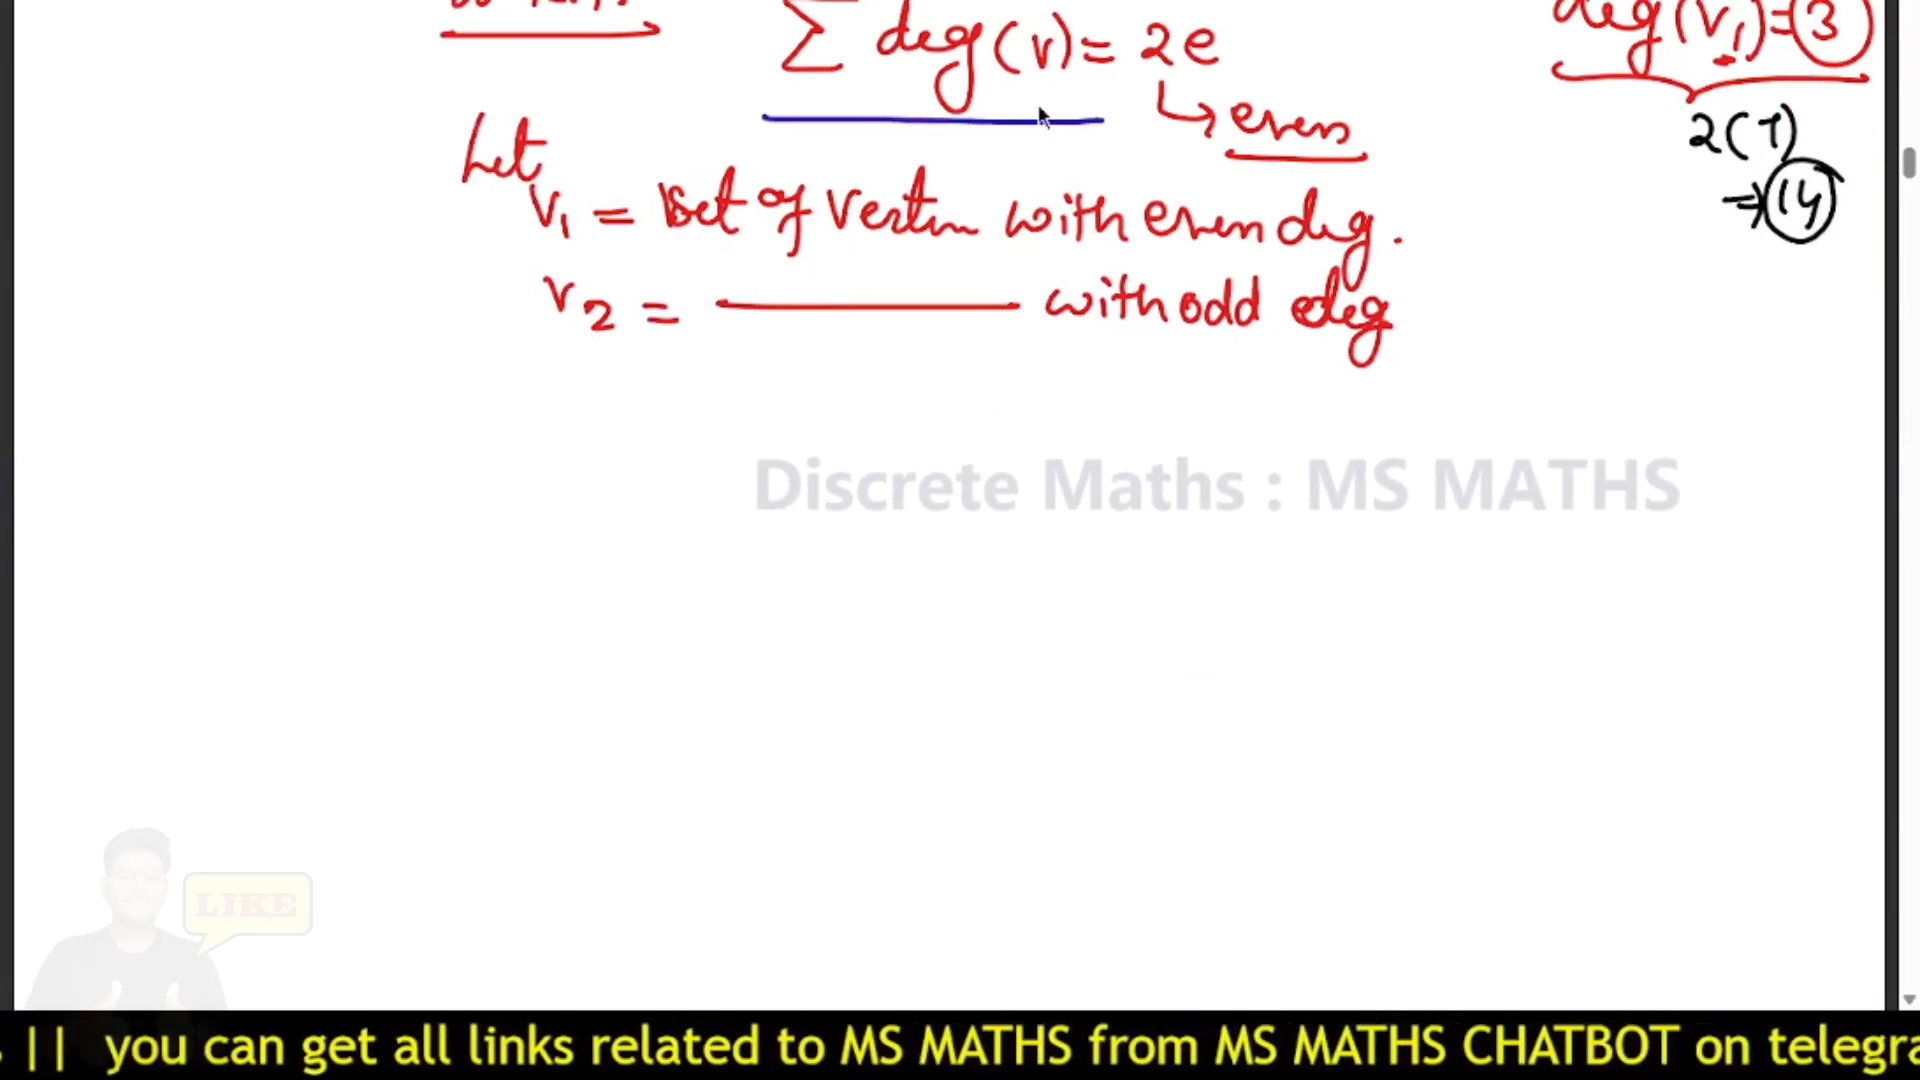 ∑ deg(v) = 2e
deg(v₁)=3
↳ even
2(7)
⇒ 14
Let
V₁ = set of vertex with even deg.
V₂ = ———— with odd deg
Discrete Maths : MS MATHS
LIKE
|| you can get all links related to MS MATHS from MS MATHS CHATBOT on telegra